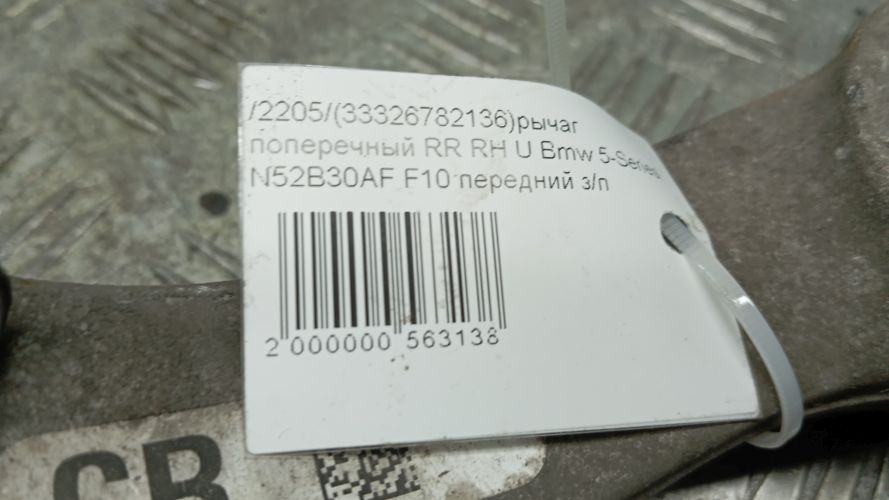 /2205/(33326782136)рычаг
поперечный RR RH U Bmw 5-Series
N52B30AF F10 передний з/п
2 000000 563138
CB